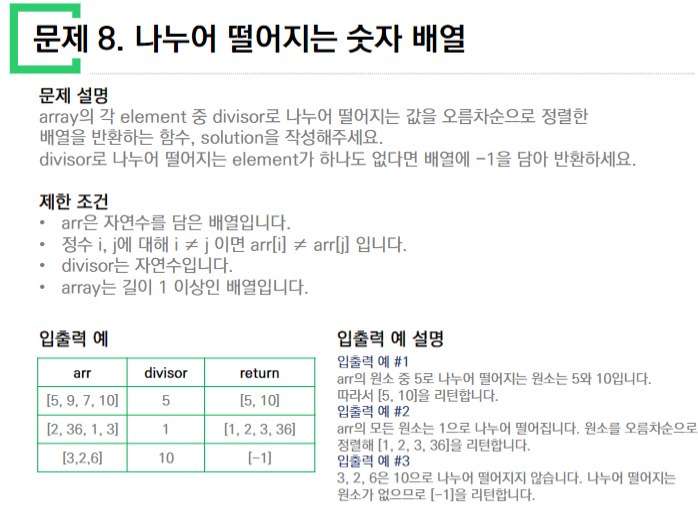 문제 8. 나누어 떨어지는 숫자 배열
문제 설명
array의 각 element 중 divisor로 나누어 떨어지는 값을 오름차순으로 정렬한
배열을 반환하는 함수, solution을 작성해주세요.
divisor로 나누어 떨어지는 element가 하나도 없다면 배열에 -1을 담아 반환하세요.
제한 조건
• arr은 자연수를 담은 배열입니다.
• 정수 i, j에 대해 i ≠ j 이면 arr[i] ≠ arr[j] 입니다.
• divisor는 자연수입니다.
• array는 길이 1 이상인 배열입니다.
입출력 예
arr divisor return
[5, 9, 7, 10] 5 [5, 10]
[2, 36, 1, 3] 1 [1, 2, 3, 36]
[3,2,6] 10 [-1]
입출력 예 설명
입출력 예 #1
arr의 원소 중 5로 나누어 떨어지는 원소는 5와 10입니다.
따라서 [5, 10]을 리턴합니다.
입출력 예 #2
arr의 모든 원소는 1으로 나누어 떨어집니다. 원소를 오름차순으로
정렬해 [1, 2, 3, 36]을 리턴합니다.
입출력 예 #3
3, 2, 6은 10으로 나누어 떨어지지 않습니다. 나누어 떨어지는
원소가 없으므로 [-1]을 리턴합니다.